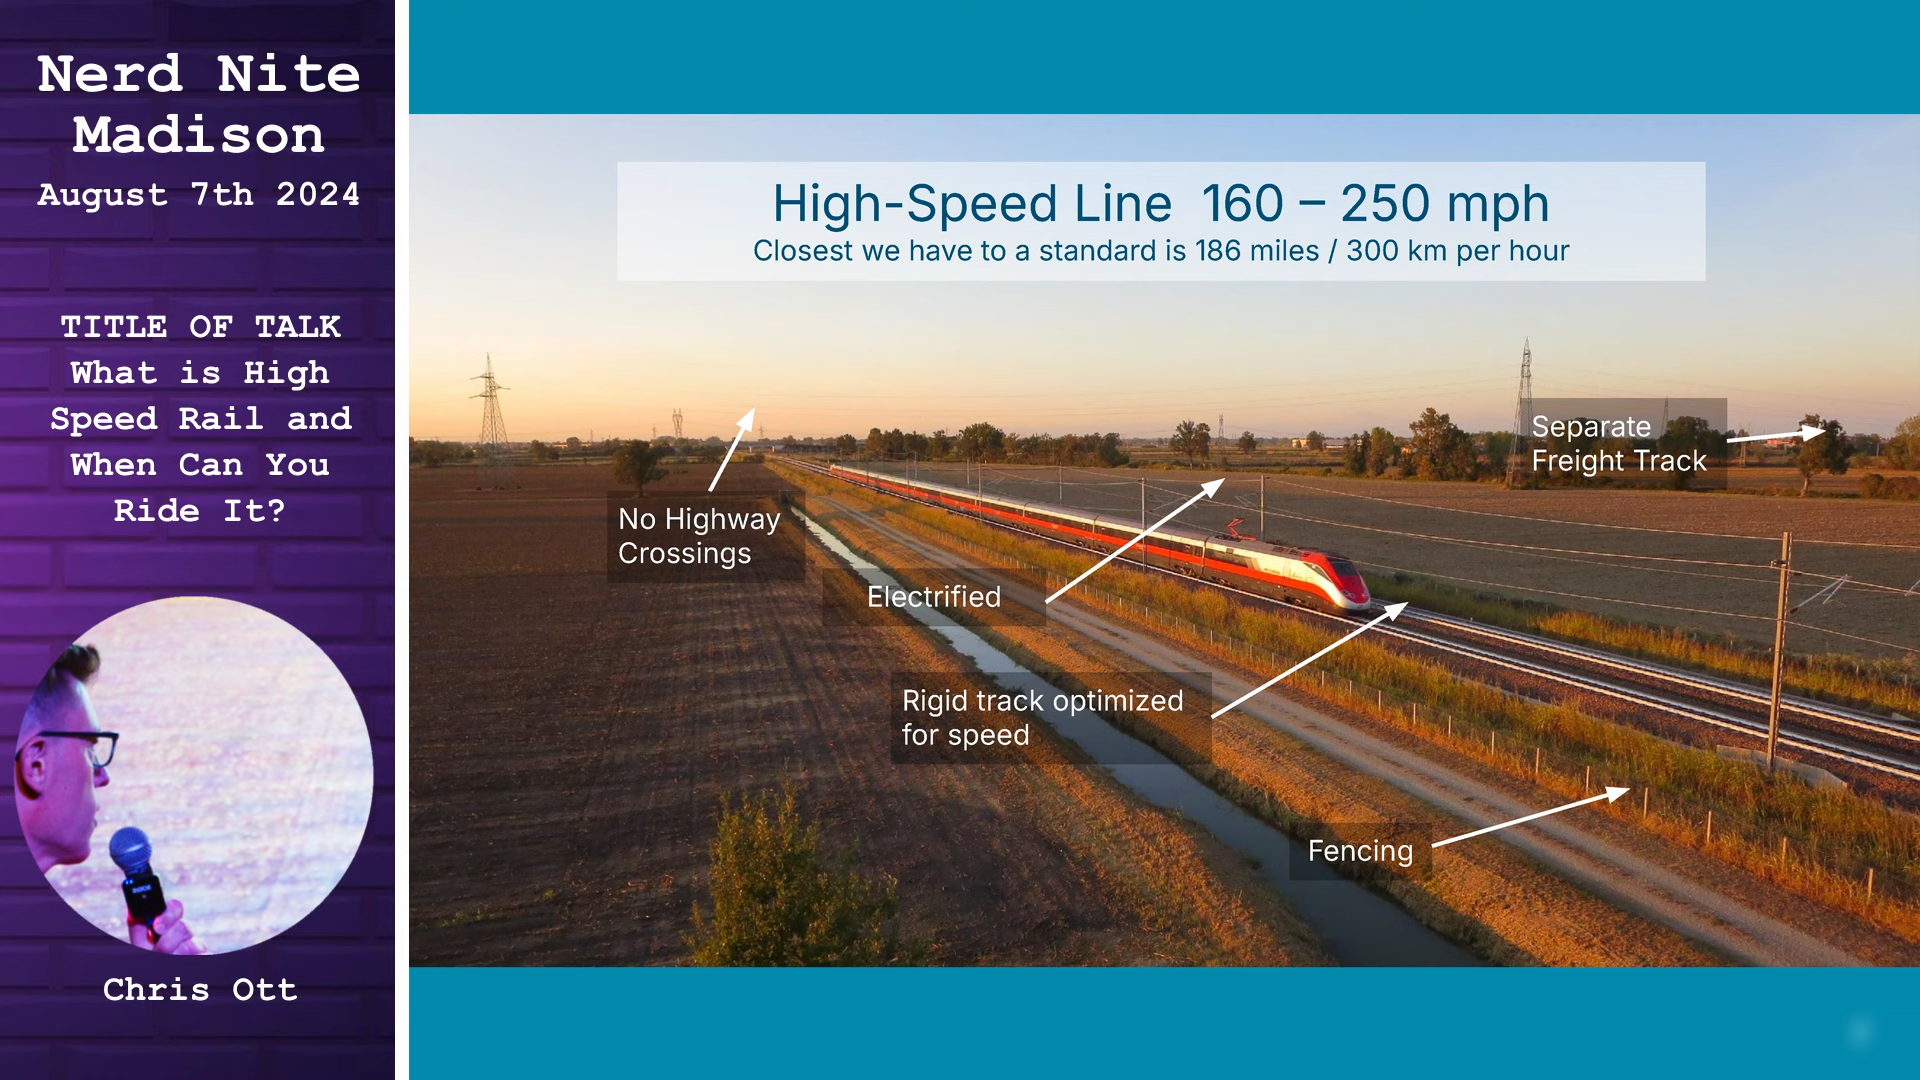 Nerd Nite
Madison
August 7th 2024
TITLE OF TALK
What is High
Speed Rail and
When Can You
Ride It?
Chris Ott
High-Speed Line 160 – 250 mph
Closest we have to a standard is 186 miles / 300 km per hour
Separate
Freight Track
No Highway
Crossings
Electrified
Rigid track optimized
for speed
Fencing